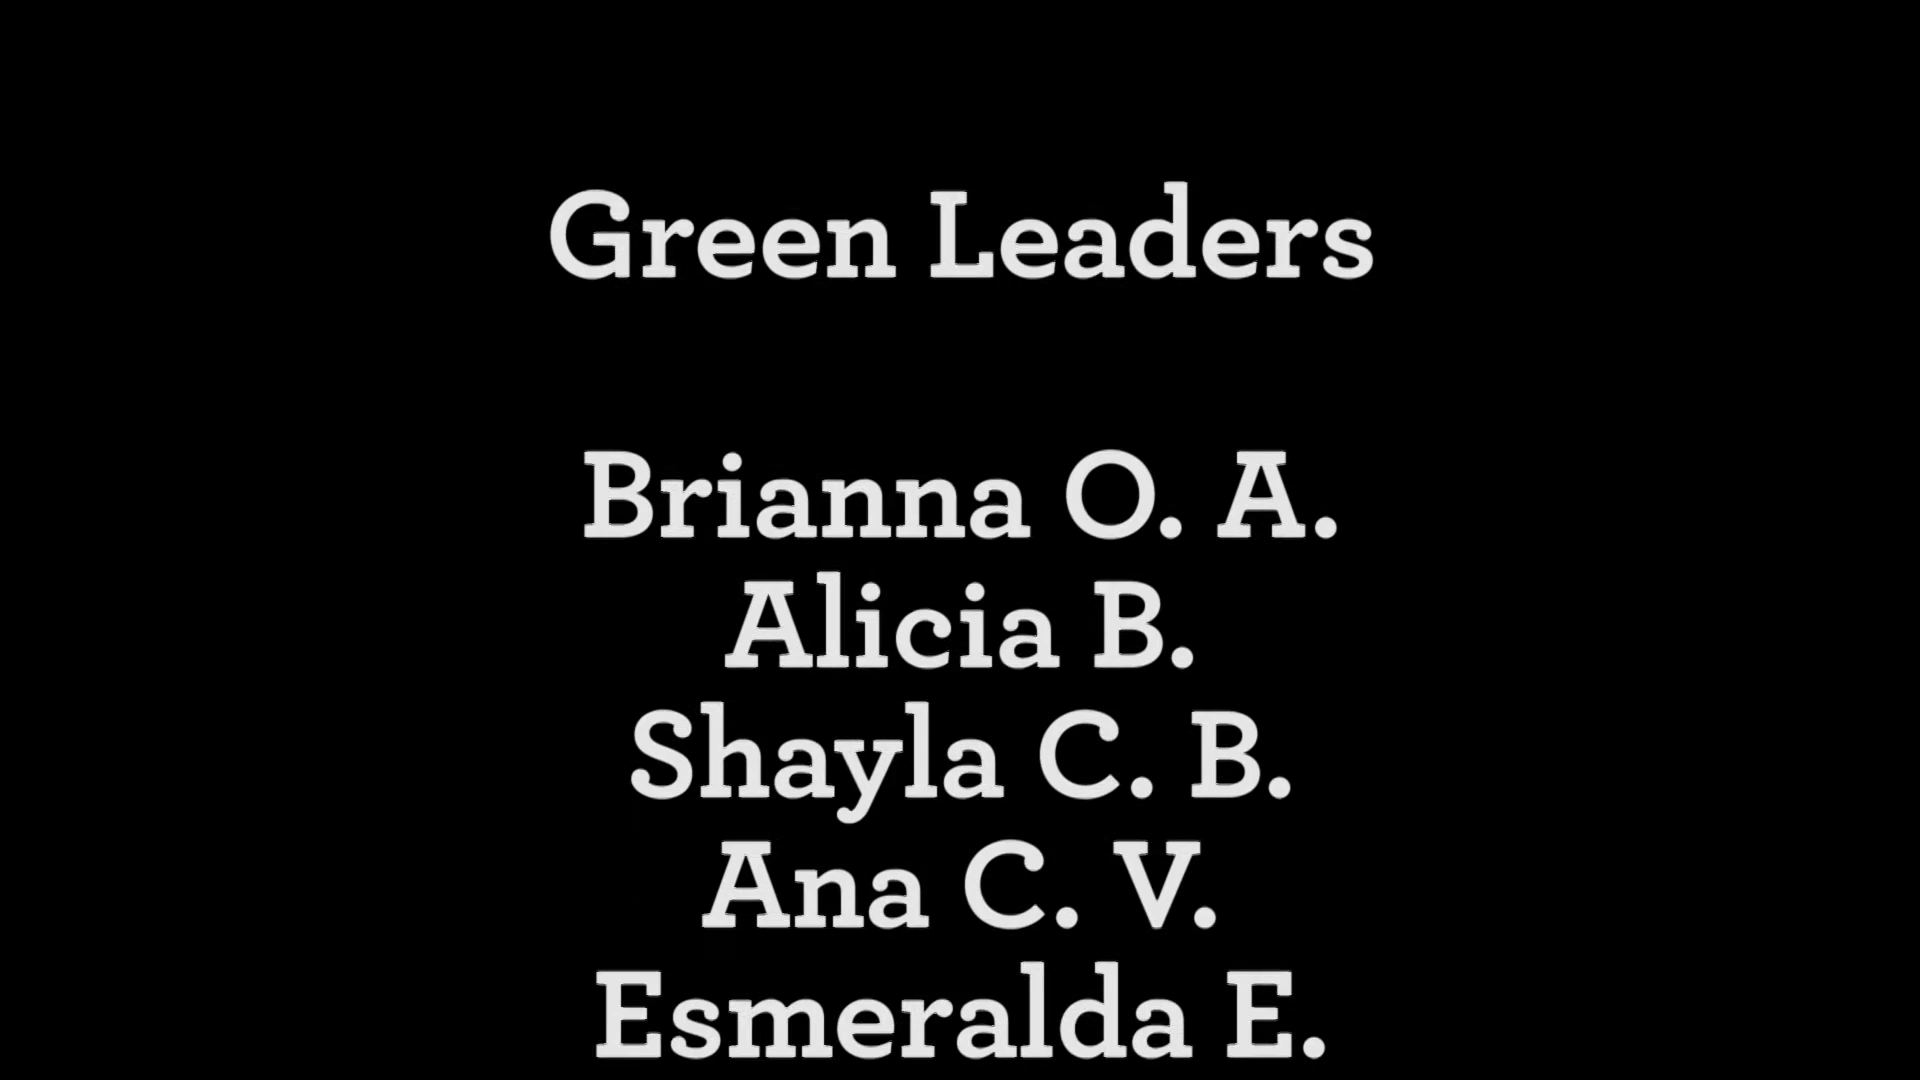 Green Leaders
Brianna O. A.
Alicia B.
Shayla C. B.
Ana C. V.
Esmeralda E.